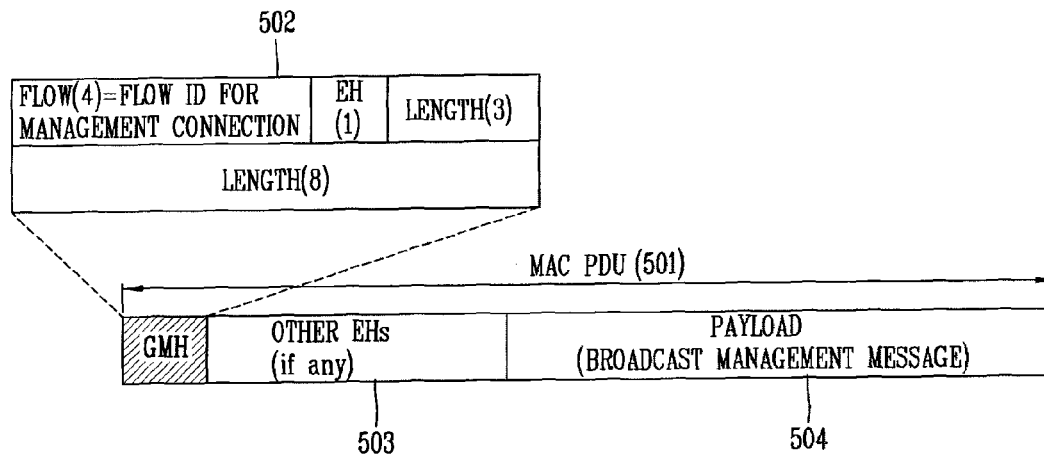 502
FLOW(4)=FLOW ID FOR
MANAGEMENT CONNECTION
EH
(1)
LENGTH(3)
LENGTH(8)
MAC PDU (501)
GMH
OTHER EHs
(if any)
PAYLOAD
(BROADCAST MANAGEMENT MESSAGE)
503
504